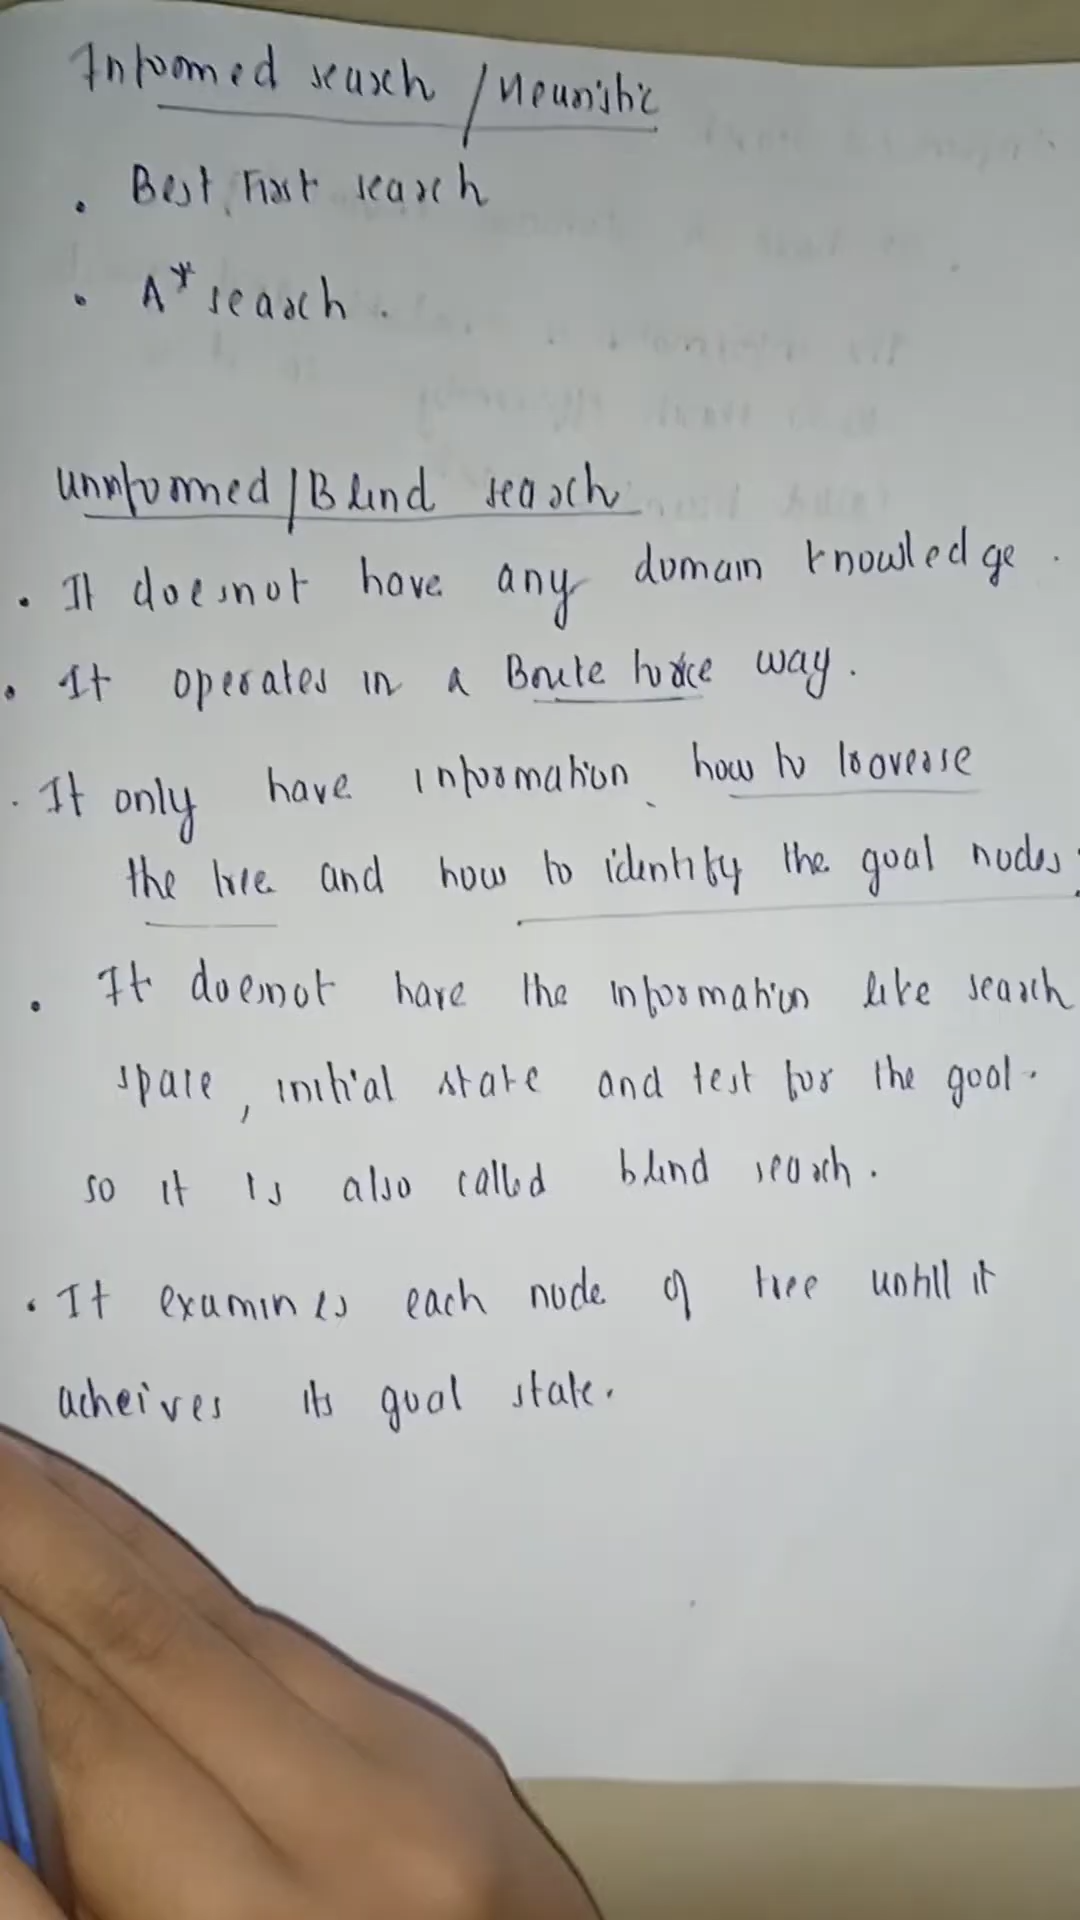 Informed search / Heuristic
• Best First search
• A* search.
Uninformed / Blind search
• It doesnot have any domain knowledge.
• It operates in a Brute force way.
• It only have information how to traverse
the tree and how to identify the goal nodes.
• It doesnot have the information like search
space, initial state and test for the goal.
so it is also called blind search.
• It examines each node of tree untill it
acheives its goal state.